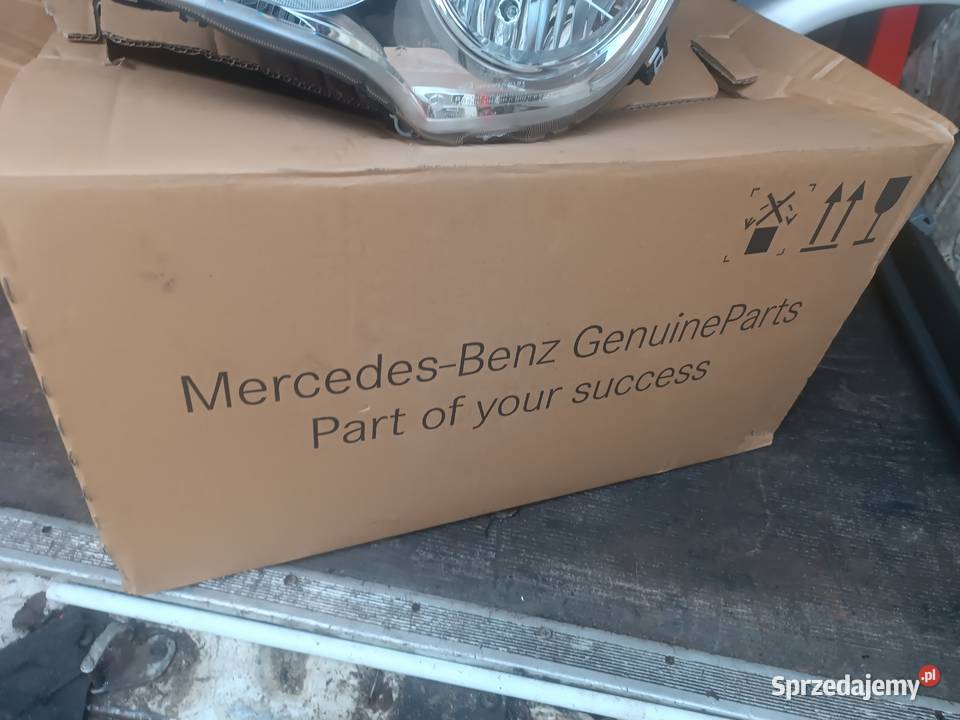 Mercedes-Benz GenuineParts
Part of your success
Sprzedajemy.pl